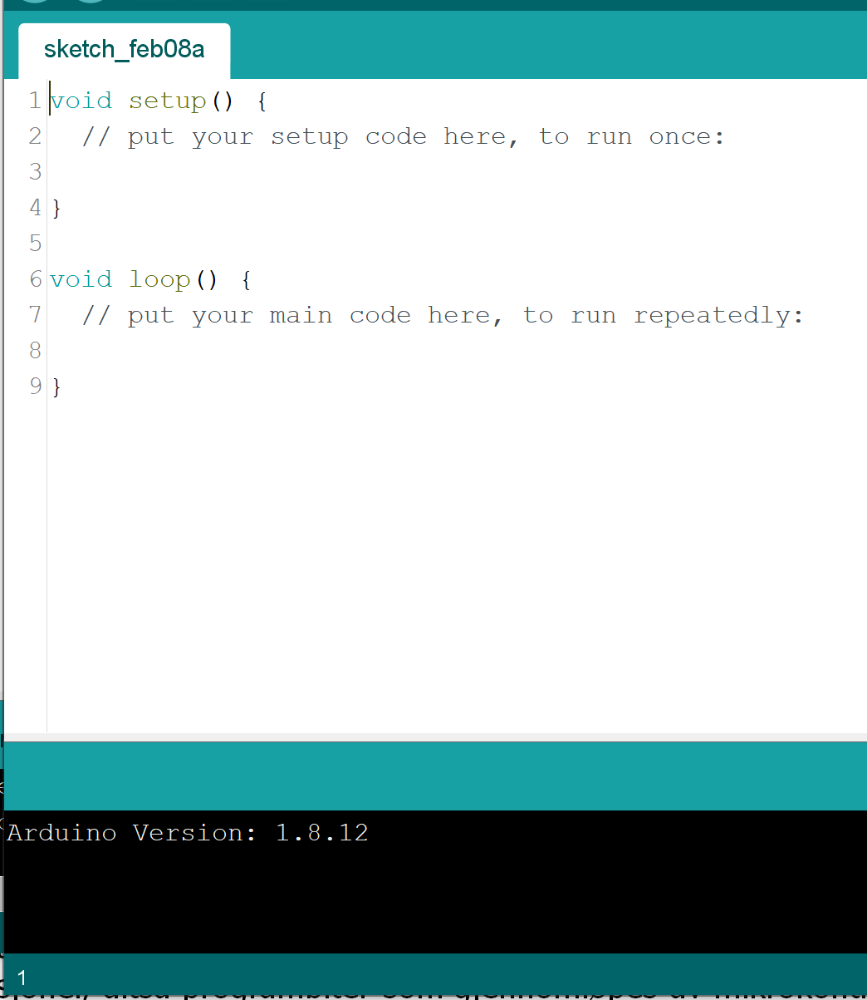 sketch_feb08a
1 void setup() {
2 // put your setup code here, to run once:
3
4 }
5
6 void loop() {
7 // put your main code here, to run repeatedly:
8
9 }
Arduino Version: 1.8.12
1